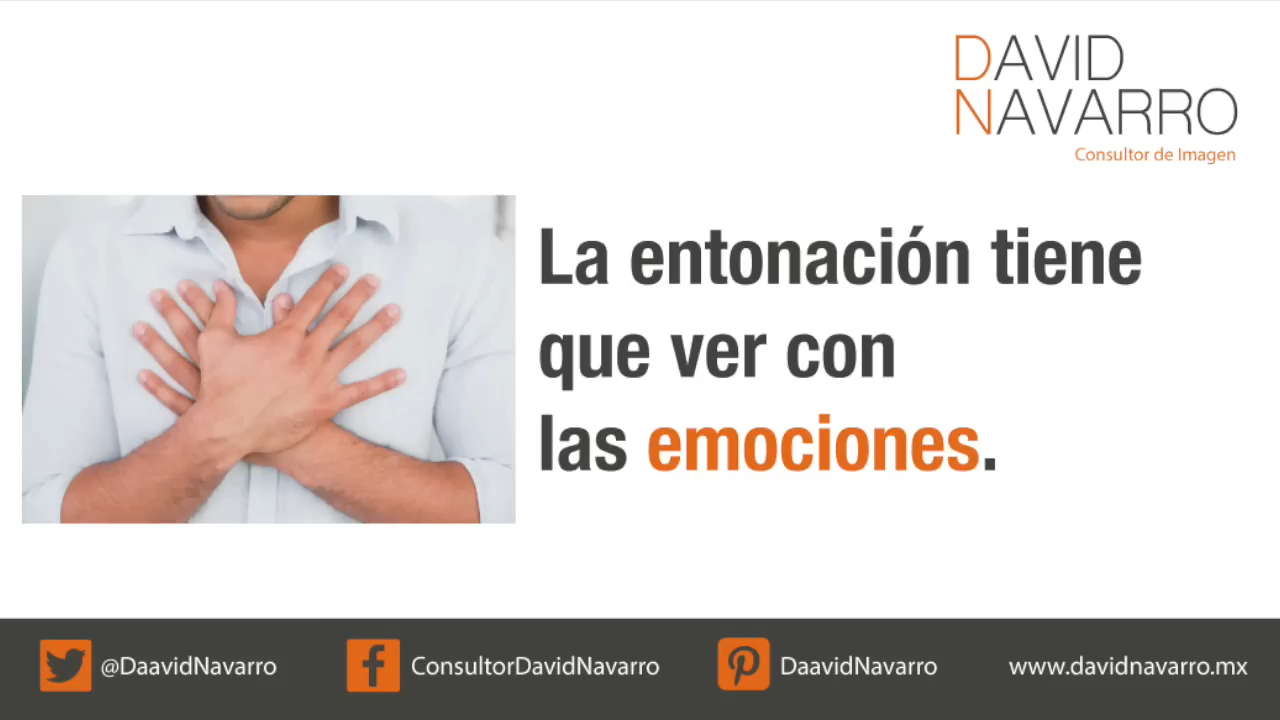 DAVID
NAVARRO
Consultor de Imagen
La entonación tiene
que ver con
las emociones.
@DaavidNavarro
ConsultorDavidNavarro
DaavidNavarro
www.davidnavarro.mx